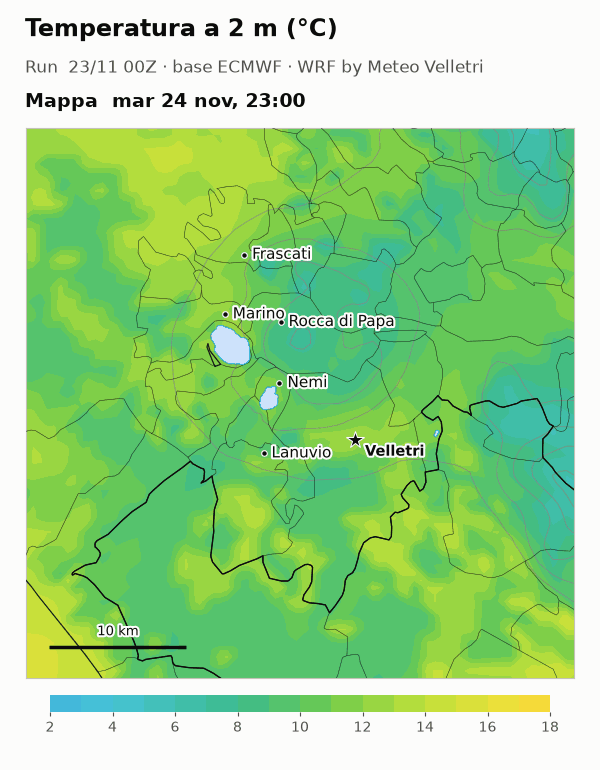 Temperatura a 2 m (°C)
Run  23/11 00Z · base ECMWF · WRF by Meteo Velletri
Mappa  mar 24 nov, 23:00
Frascati
Marino
Rocca di Papa
Nemi
Velletri
Lanuvio
10 km
2 4 6 8 10 12 14 16 18